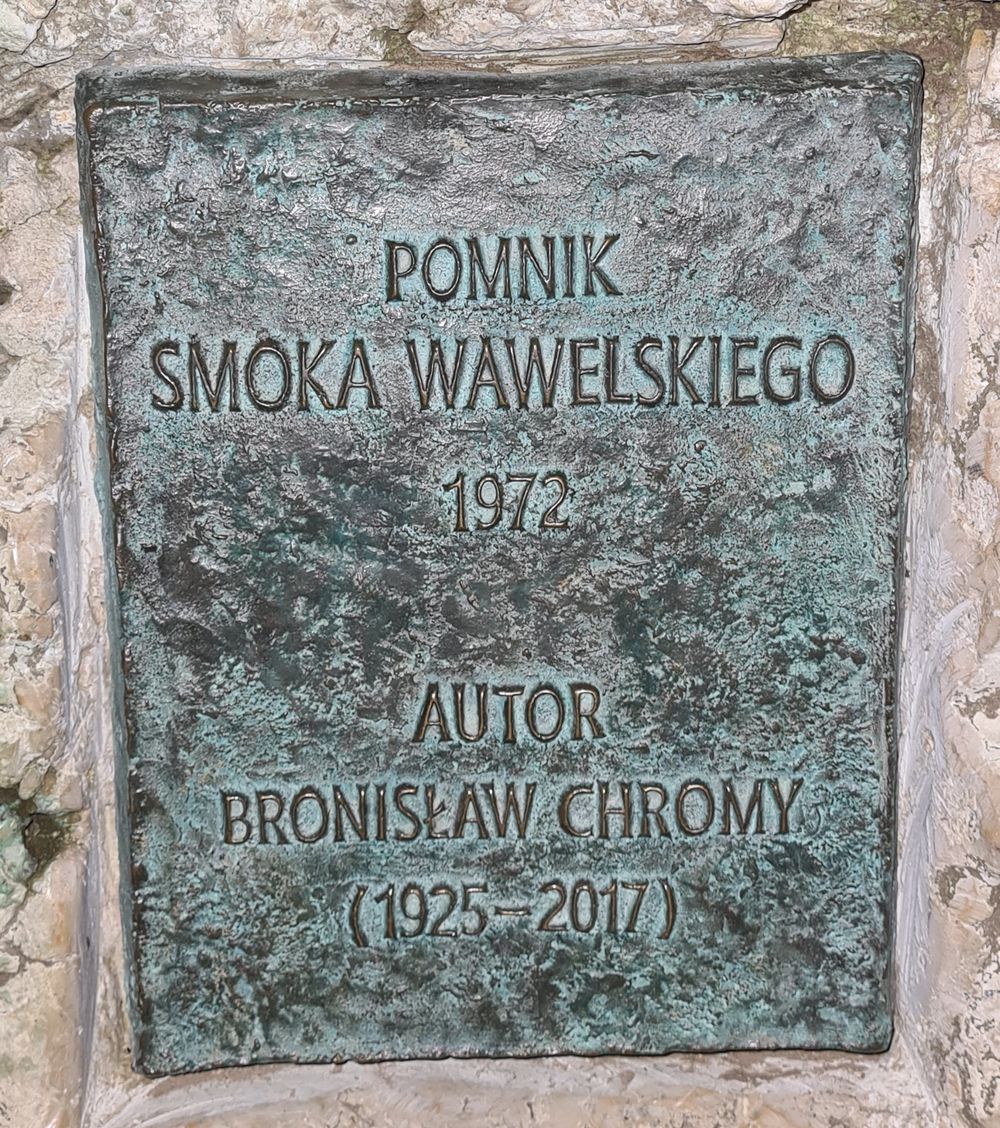 POMNIK
SMOKA WAWELSKIEGO
1972
AUTOR
BRONISŁAW CHROMY
(1925–2017)